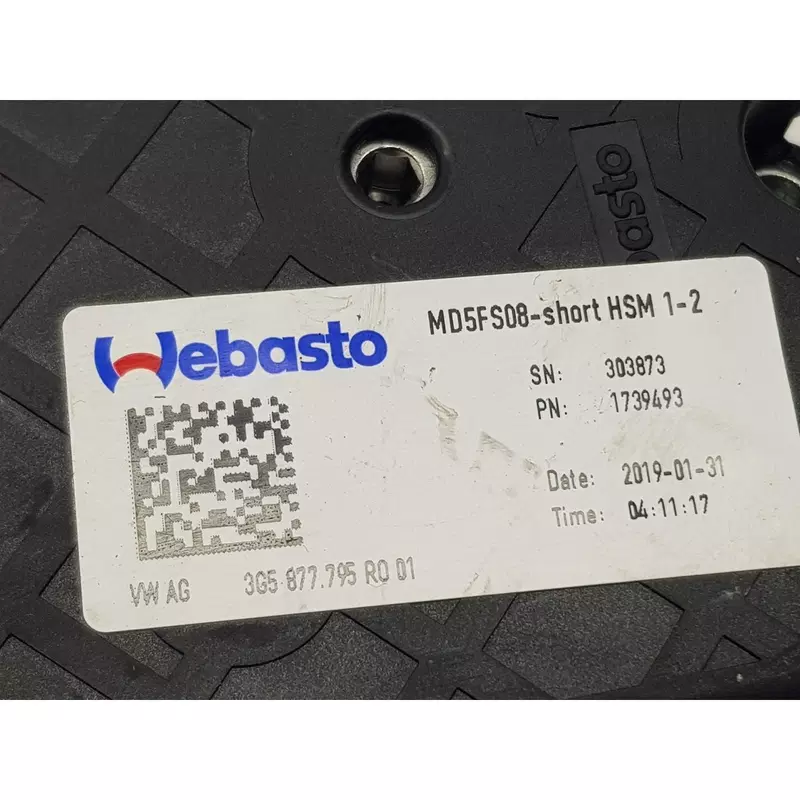 basto
Webasto
MD5FS08-short HSM 1-2
SN: 303873
PN: 1739493
Date: 2019-01-31
Time: 04:11:17
VW AG 3G5 877.795 RO 01